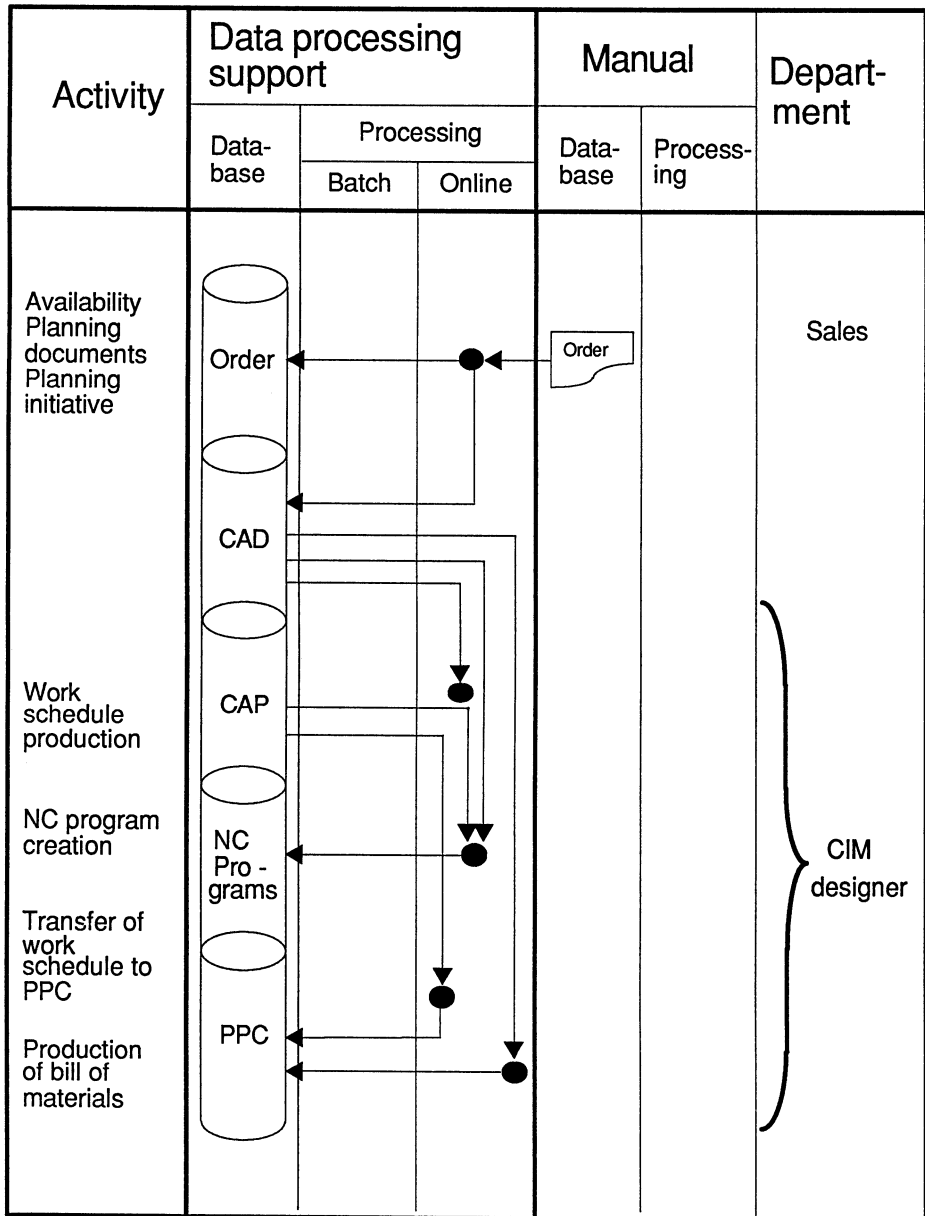 Activity
Data processing
support
Manual
Depart-
ment
Data-
base
Processing
Batch
Online
Data-
base
Process-
ing
Availability
Planning
documents
Planning
initiative
Order
Order
Sales
CAD
Work
schedule
production
CAP
NC program
creation
NC
Pro -
grams
CIM
designer
Transfer of
work
schedule to
PPC
PPC
Production
of bill of
materials